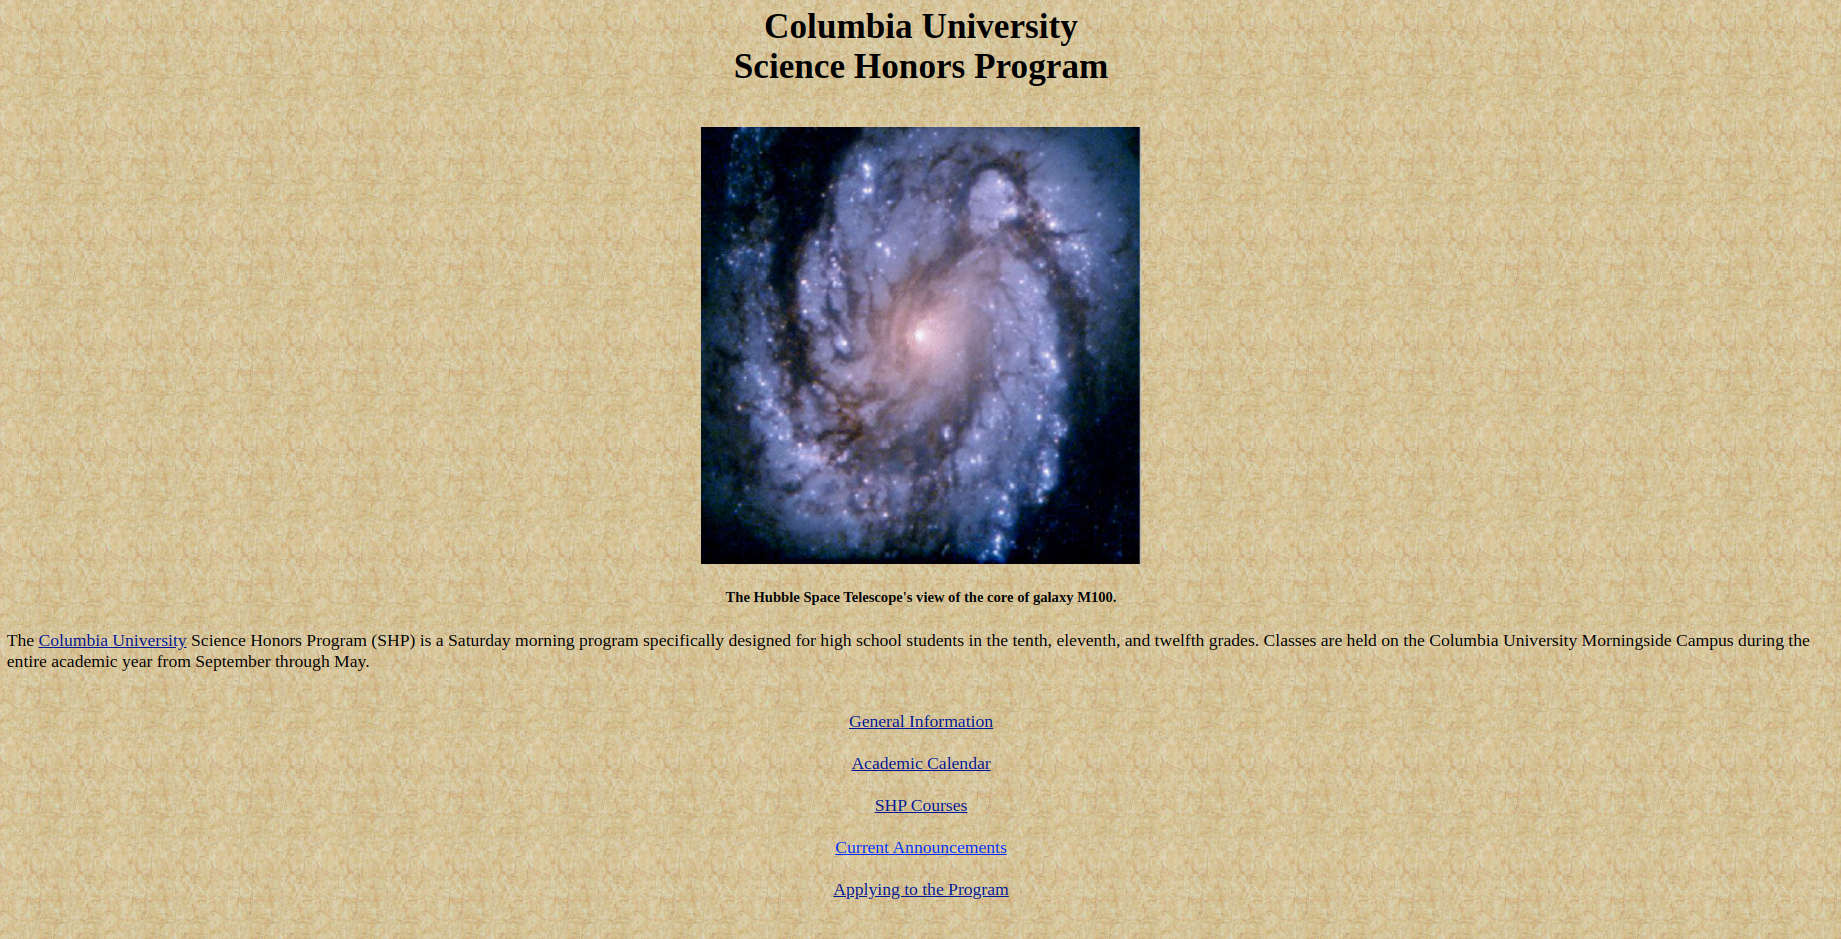 Columbia University
Science Honors Program
The Hubble Space Telescope's view of the core of galaxy M100.
The Columbia University Science Honors Program (SHP) is a Saturday morning program specifically designed for high school students in the tenth, eleventh, and twelfth grades. Classes are held on the Columbia University Morningside Campus during the
entire academic year from September through May.
General Information
Academic Calendar
SHP Courses
Current Announcements
Applying to the Program